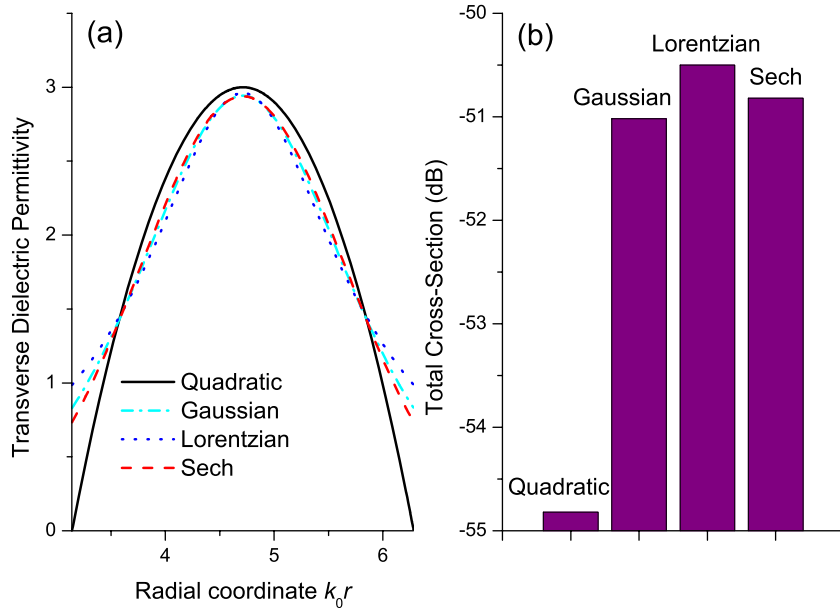 (a)
Transverse Dielectric Permittivity
3
2
1
0
4
5
6
Radial coordinate k0r
Quadratic
Gaussian
Lorentzian
Sech
(b)
Total Cross-Section (dB)
-50
-51
-52
-53
-54
-55
Quadratic
Gaussian
Lorentzian
Sech